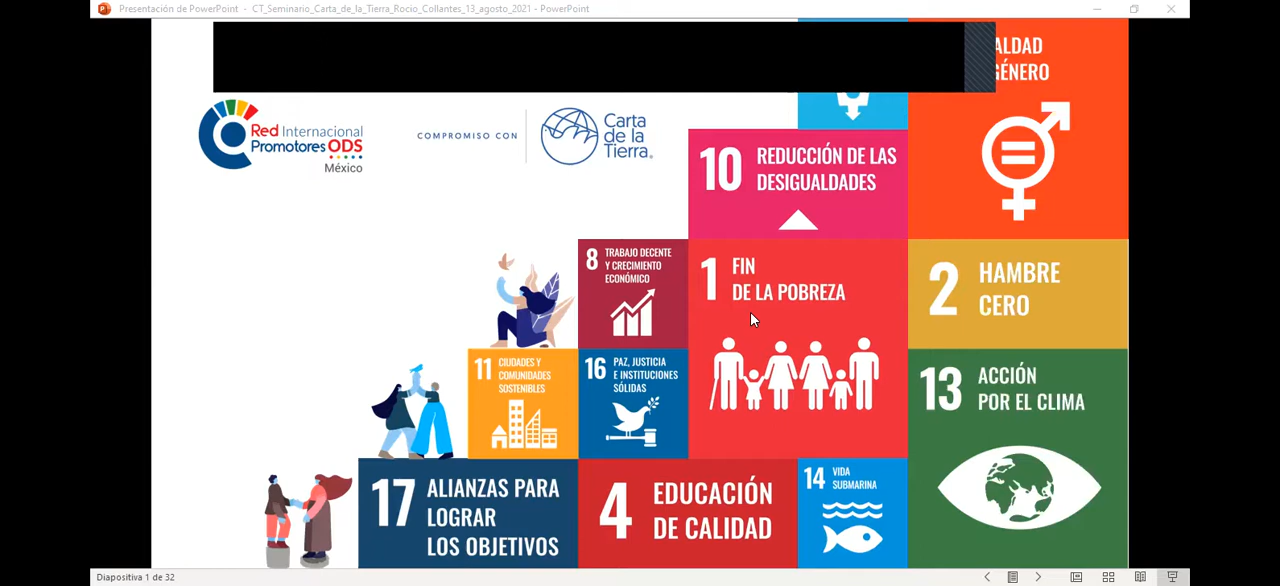 Presentación de PowerPoint - CT_Seminario_Carta_de_la_Tierra_Rocio_Collantes_13_agosto_2021 - PowerPoint
ALDAD
GÉNERO
Red Internacional
Promotores ODS
México
COMPROMISO CON
Carta
de la
Tierra
10 REDUCCIÓN DE LAS
DESIGUALDADES
8 TRABAJO DECENTE
Y CRECIMIENTO
ECONÓMICO
1 FIN
DE LA POBREZA
2 HAMBRE
CERO
11 CIUDADES Y
COMUNIDADES
SOSTENIBLES
16 PAZ, JUSTICIA
E INSTITUCIONES
SÓLIDAS
13 ACCIÓN
POR EL CLIMA
17 ALIANZAS PARA
LOGRAR
LOS OBJETIVOS
4 EDUCACIÓN
DE CALIDAD
14 VIDA
SUBMARINA
Diapositiva 1 de 32